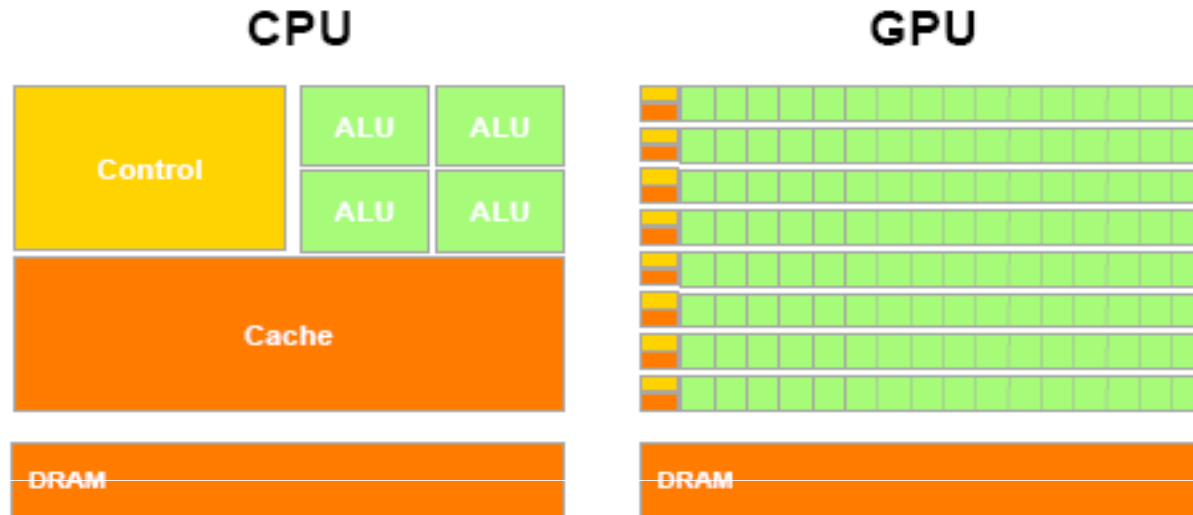 CPU
GPU
Control
ALU
ALU
ALU
ALU
Cache
DRAM
DRAM